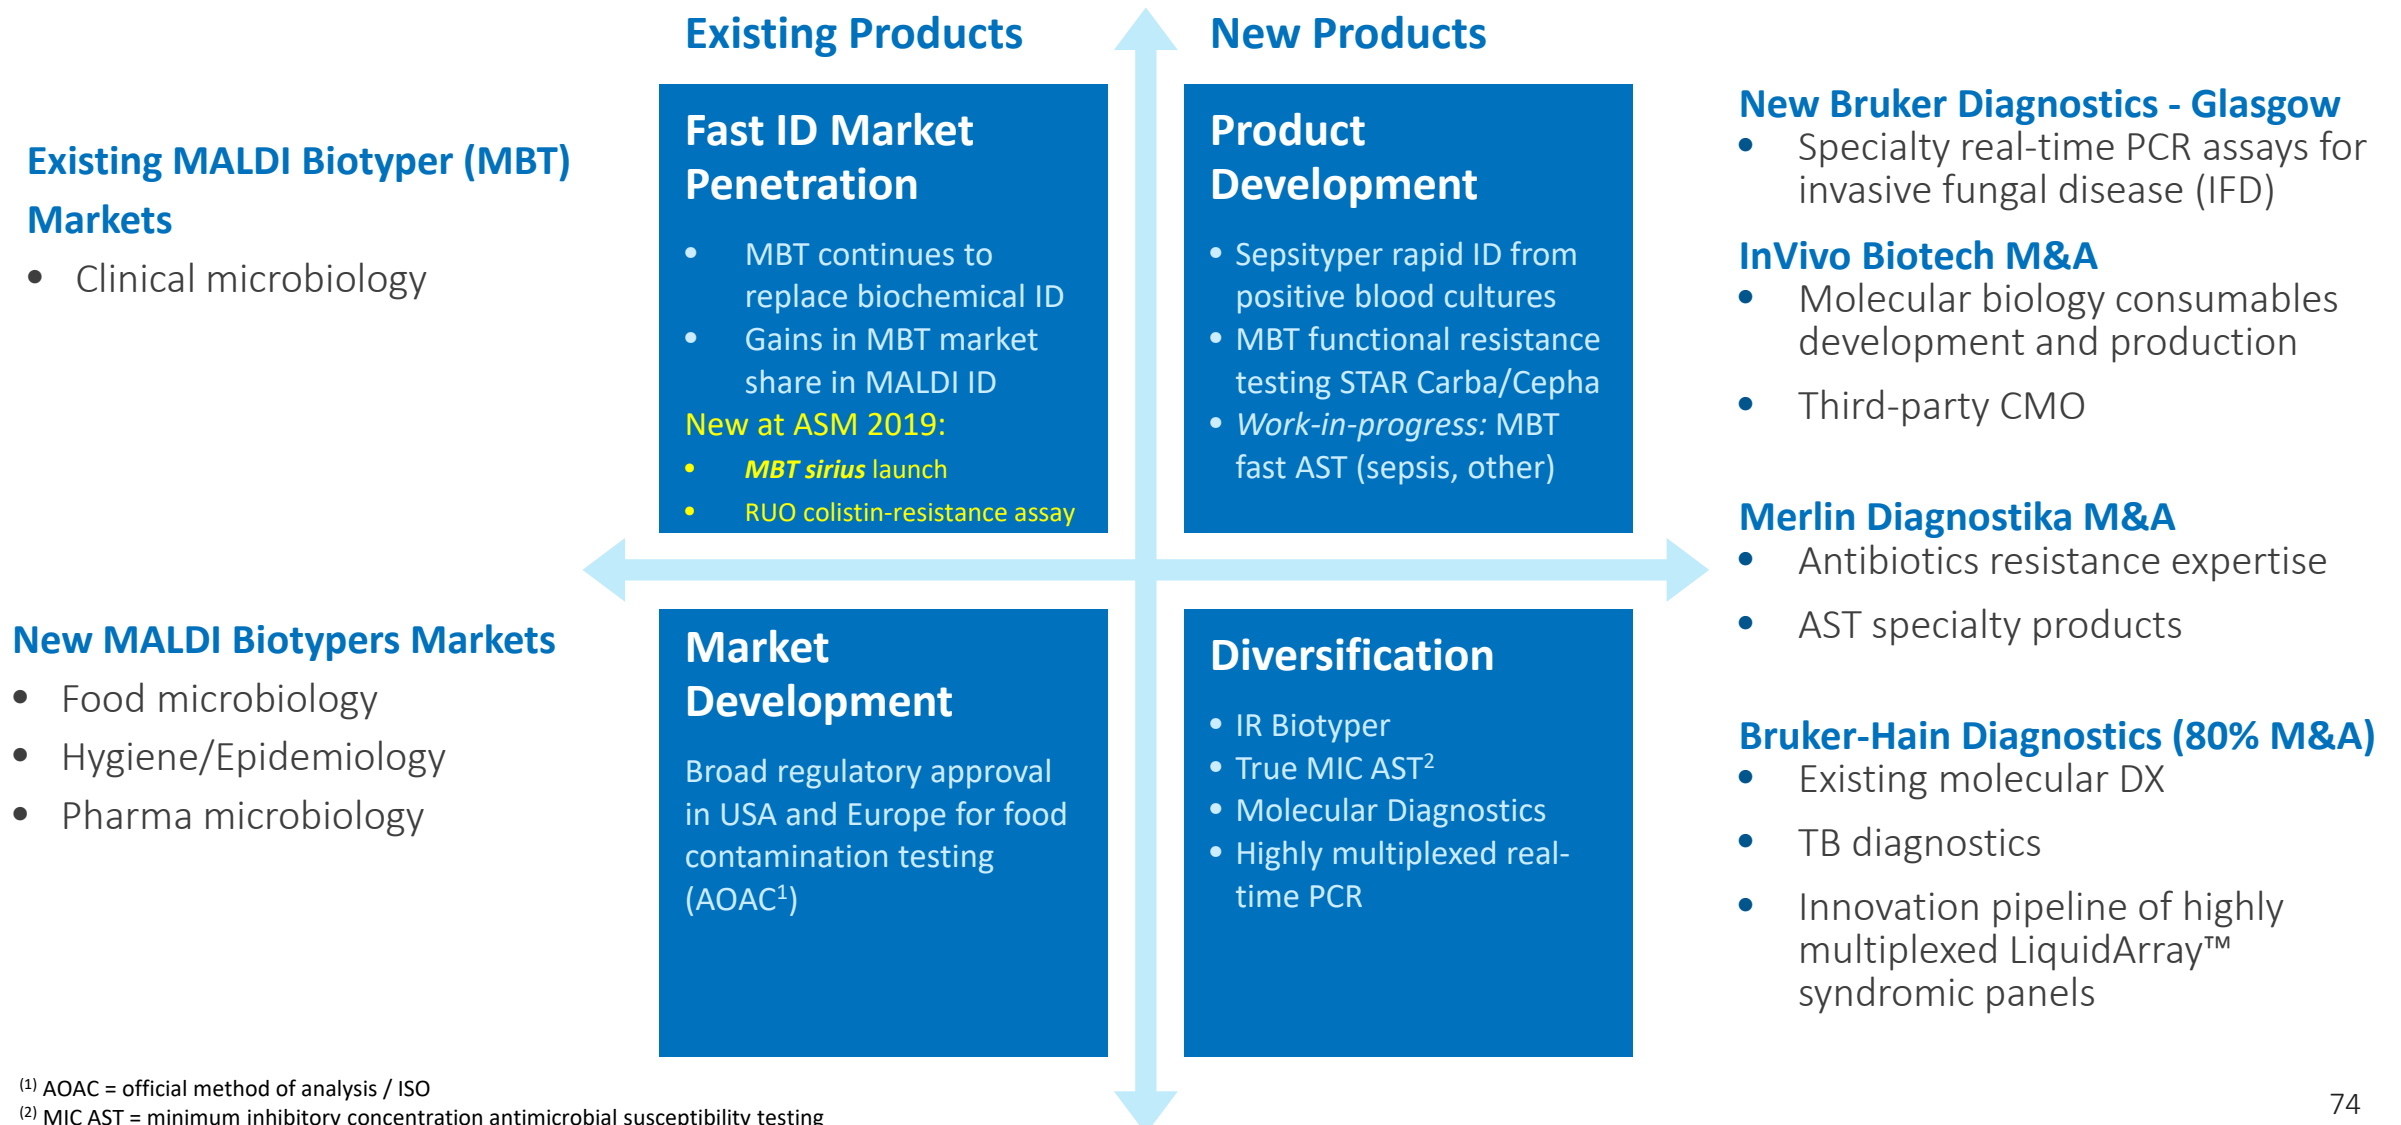 Existing Products
New Products
Existing MALDI Biotyper (MBT)
Markets
• Clinical microbiology
New MALDI Biotypers Markets
• Food microbiology
• Hygiene/Epidemiology
• Pharma microbiology
Fast ID Market
Penetration
• MBT continues to
replace biochemical ID
• Gains in MBT market
share in MALDI ID
New at ASM 2019:
• MBT sirius launch
• RUO colistin-resistance assay
Product
Development
• Sepsityper rapid ID from
positive blood cultures
• MBT functional resistance
testing STAR Carba/Cepha
• Work-in-progress: MBT
fast AST (sepsis, other)
Market
Development
Broad regulatory approval
in USA and Europe for food
contamination testing
(AOAC¹)
Diversification
• IR Biotyper
• True MIC AST²
• Molecular Diagnostics
• Highly multiplexed real-
time PCR
New Bruker Diagnostics - Glasgow
• Specialty real-time PCR assays for
invasive fungal disease (IFD)
InVivo Biotech M&A
• Molecular biology consumables
development and production
• Third-party CMO
Merlin Diagnostika M&A
• Antibiotics resistance expertise
• AST specialty products
Bruker-Hain Diagnostics (80% M&A)
• Existing molecular DX
• TB diagnostics
• Innovation pipeline of highly
multiplexed LiquidArray™
syndromic panels
(1) AOAC = official method of analysis / ISO
(2) MIC AST = minimum inhibitory concentration antimicrobial susceptibility testing
74